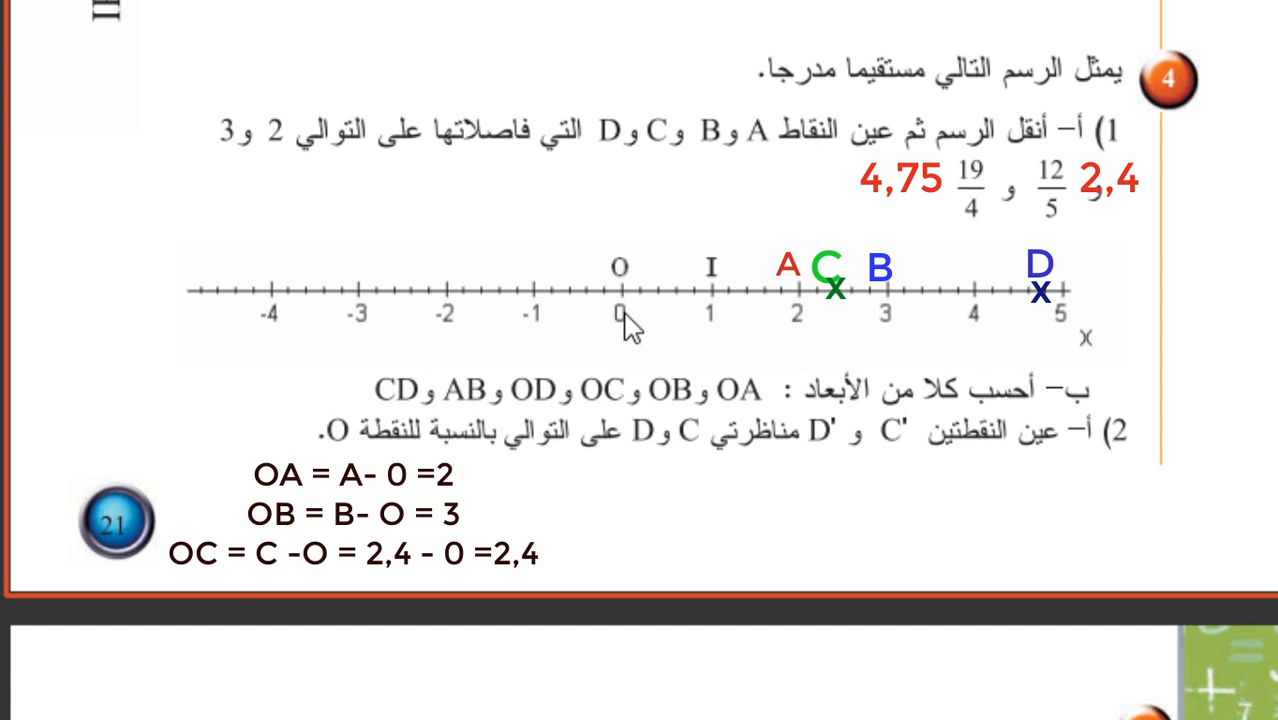 4
يمثل الرسم التالي مستقيما مدرجا.
1) أ– أنقل الرسم ثم عين النقاط A و B و C و D التي فاصلاتها على التوالي 2 و 3
و 2,4 12/5 و 19/4 4,75
O I A C B D
x x
-4 -3 -2 -1 0 1 2 3 4 5
X
ب– أحسب كلا من الأبعاد : OA و OB و OC و OD و AB و CD
2) أ– عين النقطتين C' و D' مناظرتي C و D على التوالي بالنسبة للنقطة O.
OA = A- 0 =2
OB = B- O = 3
OC = C -O = 2,4 - 0 =2,4
21